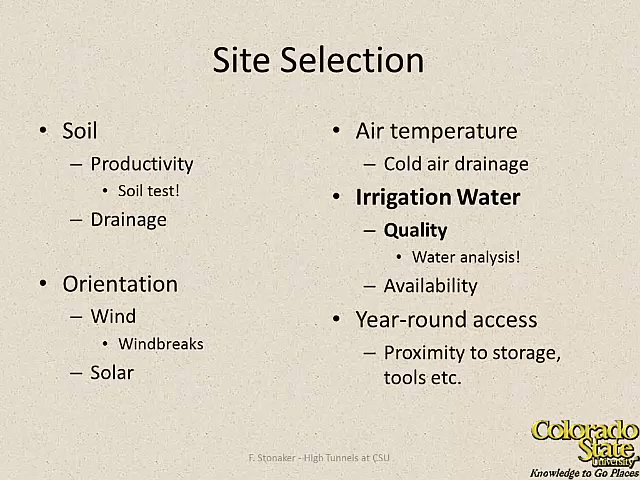 Site Selection
• Soil
– Productivity
• Soil test!
– Drainage
• Orientation
– Wind
• Windbreaks
– Solar
• Air temperature
– Cold air drainage
• Irrigation Water
– Quality
• Water analysis!
– Availability
• Year-round access
– Proximity to storage,
tools etc.
F. Stonaker - High Tunnels at CSU
Colorado
State
University
Knowledge to Go Places